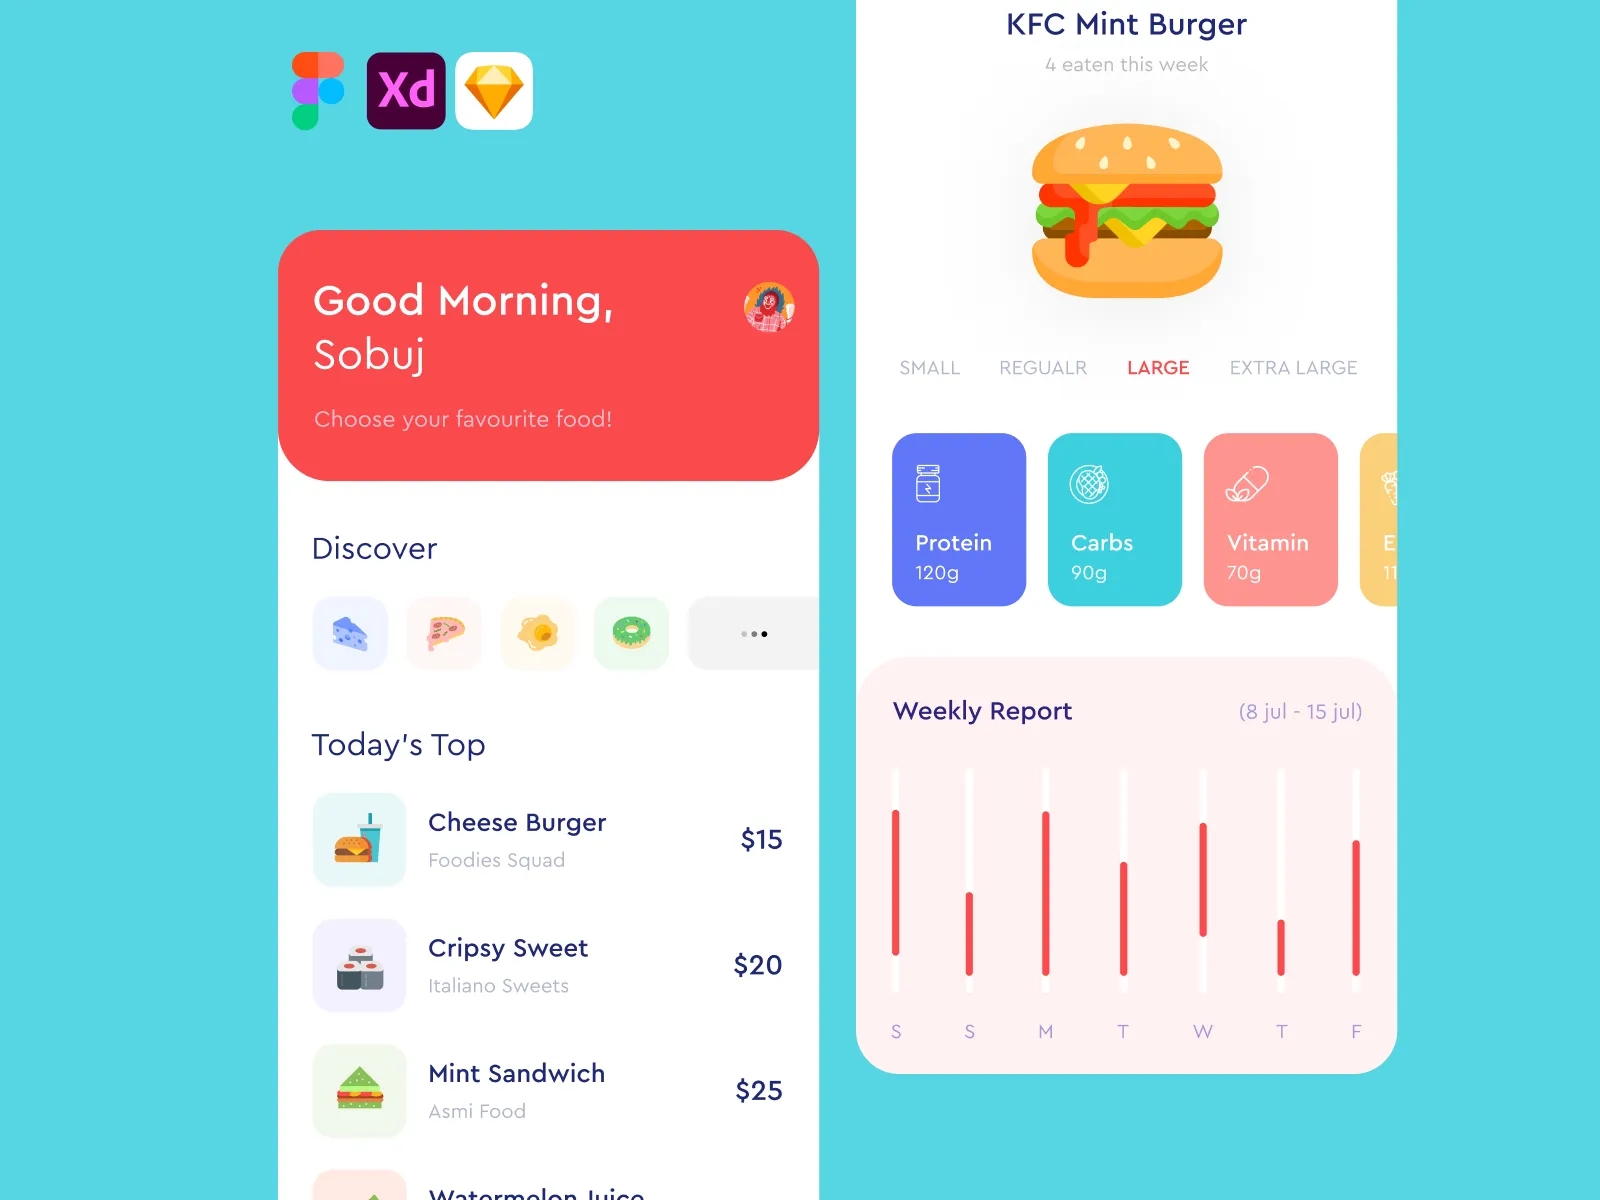 Xd
Good Morning,
Sobuj
Choose your favourite food!
Discover
Today's Top
Cheese Burger
Foodies Squad
$15
Cripsy Sweet
Italiano Sweets
$20
Mint Sandwich
Asmi Food
$25
Watermelon Juice
KFC Mint Burger
4 eaten this week
SMALL REGUALR LARGE EXTRA LARGE
Protein
120g
Carbs
90g
Vitamin
70g
E
11
Weekly Report
(8 jul - 15 jul)
S S M T W T F